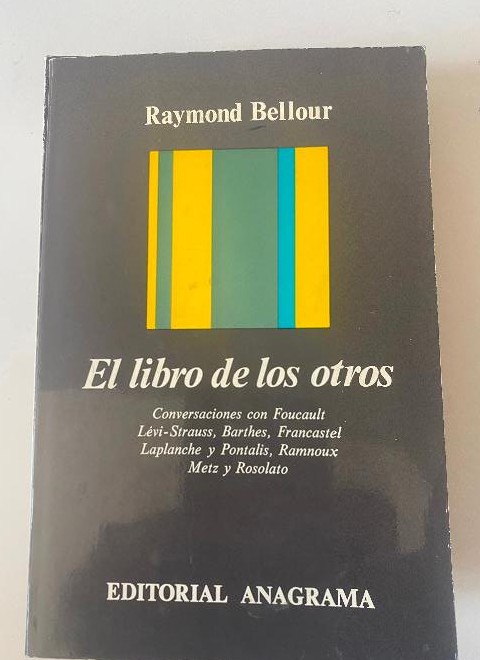 Raymond Bellour
El libro de los otros
Conversaciones con Foucault
Lévi-Strauss, Barthes, Francastel
Laplanche y Pontalis, Ramnoux
Metz y Rosolato
EDITORIAL ANAGRAMA